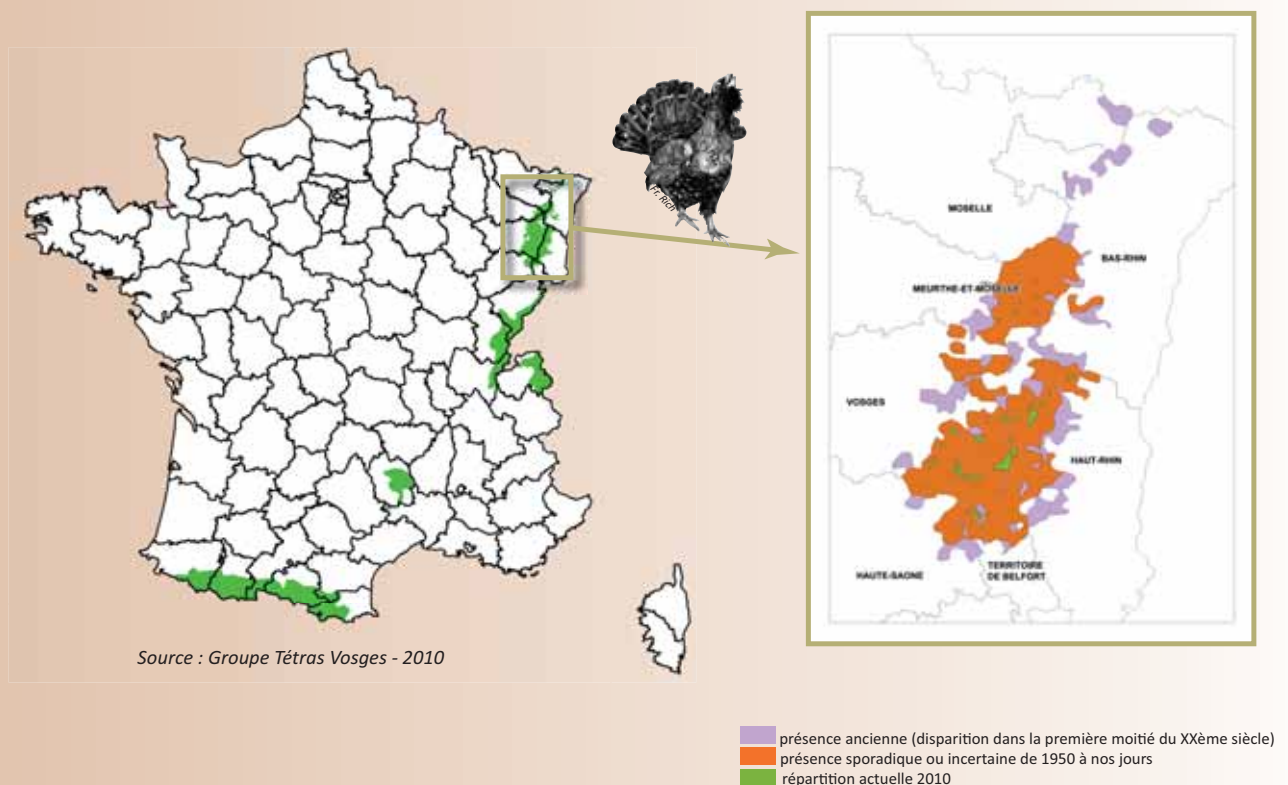 Fr. Rich
MOSELLE
BAS-RHIN
MEURTHE-ET-MOSELLE
VOSGES
HAUT-RHIN
HAUTE-SAONE
TERRITOIRE
DE BELFORT
Source : Groupe Tétras Vosges - 2010
présence ancienne (disparition dans la première moitié du XXème siècle)
présence sporadique ou incertaine de 1950 à nos jours
répartition actuelle 2010